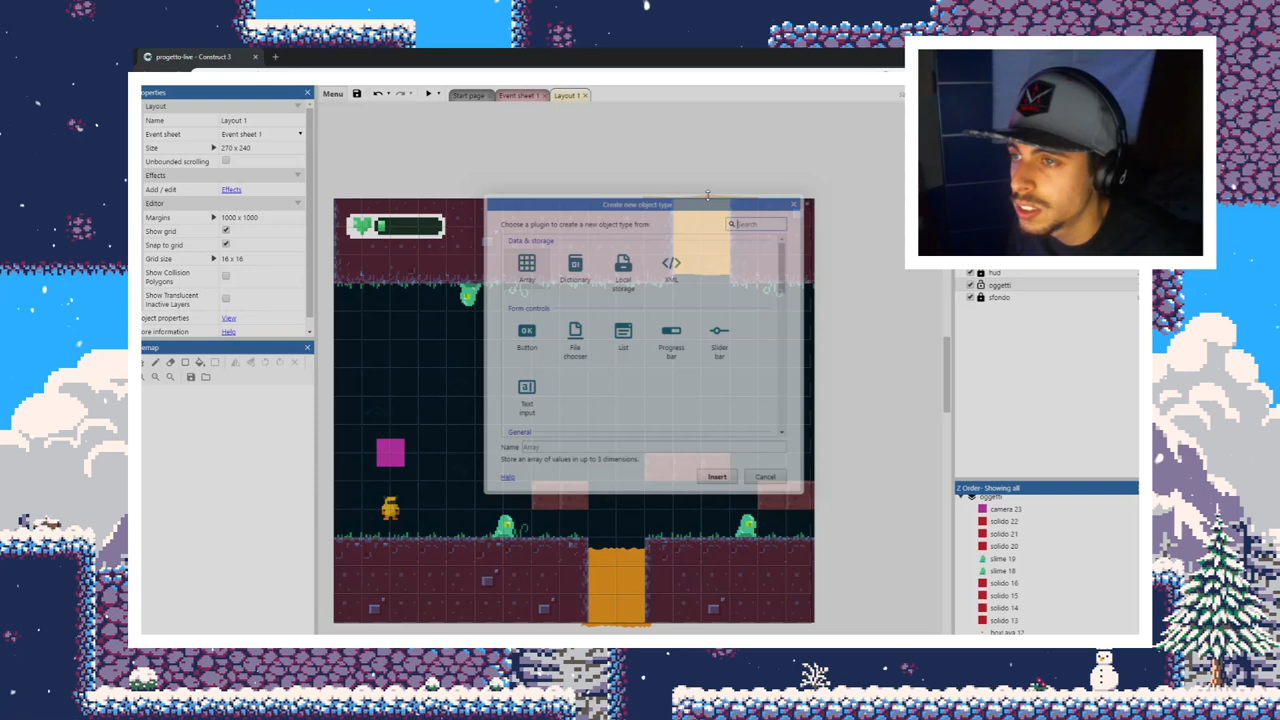 progetto-live - Construct 3
operties
Menu
Start page
Event sheet 1
Layout 1
Layout
Name Layout 1
Event sheet Event sheet 1
Size 270 x 240
Unbounded scrolling
Effects
Add / edit Effects
Editor
Margins 1000 x 1000
Show grid
Snap to grid
Grid size 16 x 16
Show Collision
Polygons
Show Translucent
Inactive Layers
oject properties View
ore information Help
emap
Create new object type
Choose a plugin to create a new object type from:
Search
Data & storage
Array
Dictionary
Local
storage
XML
Form controls
Button
File
chooser
List
Progress
bar
Slider
bar
Text
input
General
Name Array
Store an array of values in up to 3 dimensions.
Help
Insert
Cancel
hud
oggetti
sfondo
Z Order- Showing all
oggetti
camera 23
solido 22
solido 21
solido 20
slime 19
slime 18
solido 16
solido 15
solido 14
solido 13